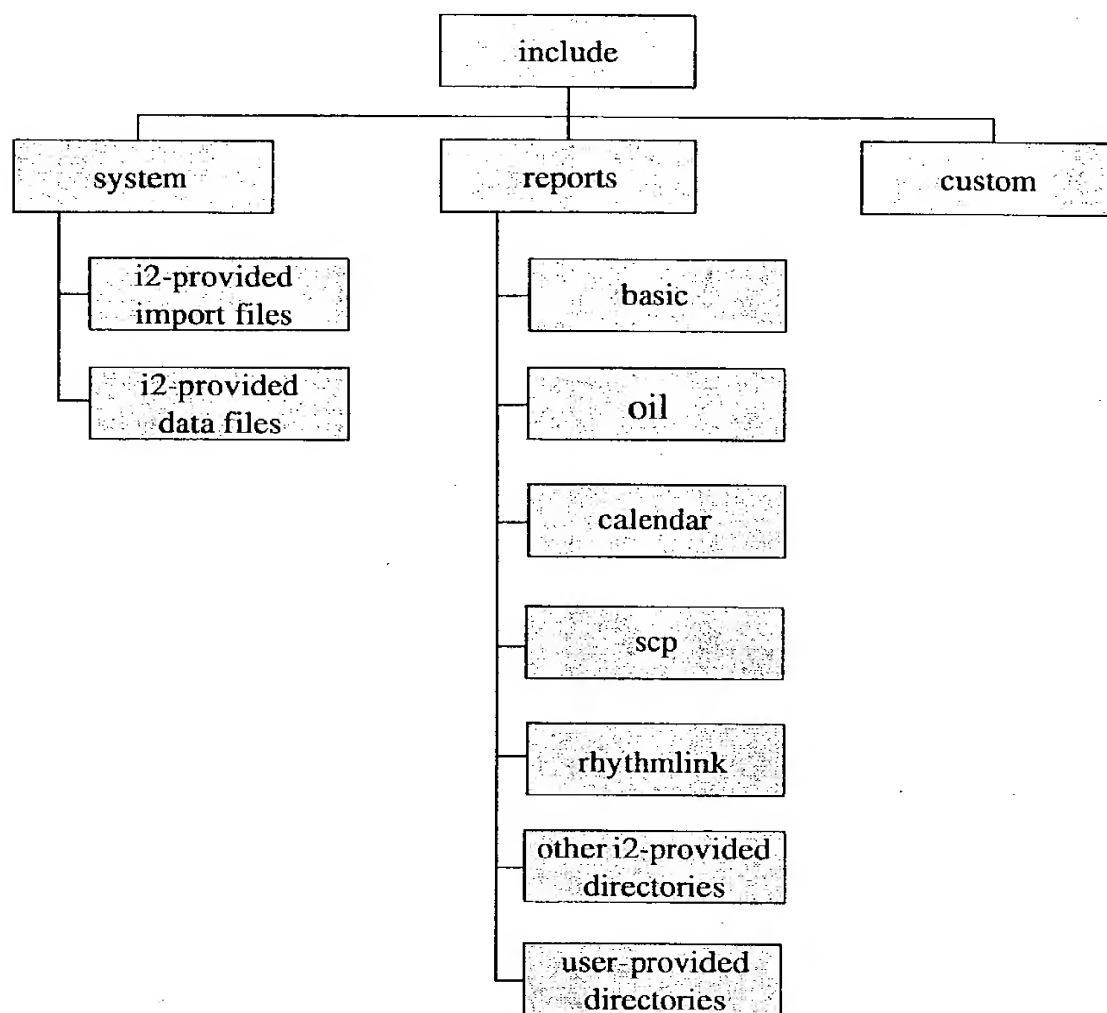 include
system
reports
custom
i2-provided
import files
i2-provided
data files
basic
oil
calendar
scp
rhythmlink
other i2-provided
directories
user-provided
directories